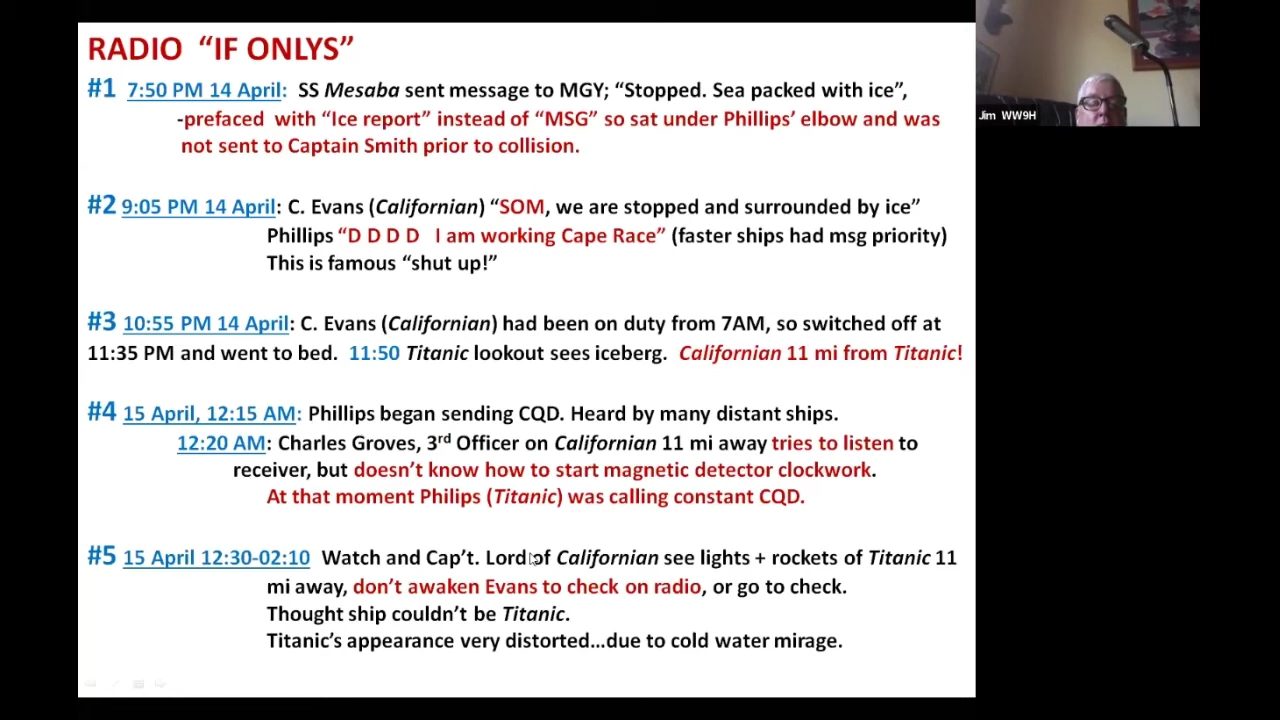 RADIO “IF ONLYS”
#1 7:50 PM 14 April: SS Mesaba sent message to MGY; “Stopped. Sea packed with ice”,
-prefaced with “Ice report” instead of “MSG” so sat under Phillips’ elbow and was
not sent to Captain Smith prior to collision.
Jim WW9H
#2 9:05 PM 14 April: C. Evans (Californian) “SOM, we are stopped and surrounded by ice”
Phillips “D D D D I am working Cape Race” (faster ships had msg priority)
This is famous “shut up!”
#3 10:55 PM 14 April: C. Evans (Californian) had been on duty from 7AM, so switched off at
11:35 PM and went to bed. 11:50 Titanic lookout sees iceberg. Californian 11 mi from Titanic!
#4 15 April, 12:15 AM: Phillips began sending CQD. Heard by many distant ships.
12:20 AM: Charles Groves, 3rd Officer on Californian 11 mi away tries to listen to
receiver, but doesn’t know how to start magnetic detector clockwork.
At that moment Philips (Titanic) was calling constant CQD.
#5 15 April 12:30-02:10 Watch and Cap’t. Lord of Californian see lights + rockets of Titanic 11
mi away, don’t awaken Evans to check on radio, or go to check.
Thought ship couldn’t be Titanic.
Titanic’s appearance very distorted…due to cold water mirage.